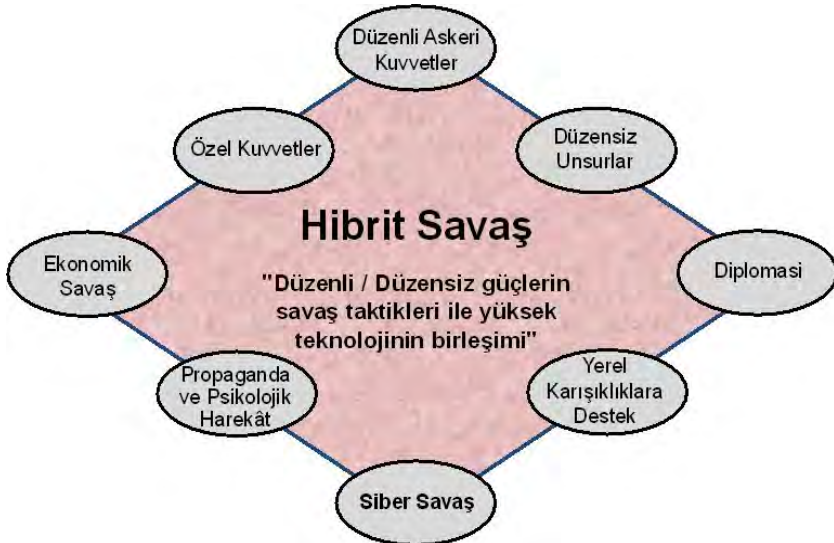 Düzenli Askeri
Kuvvetler
Özel Kuvvetler
Düzensiz
Unsurlar
Hibrit Savaş
Ekonomik
Savaş
"Düzenli / Düzensiz güçlerin
savaş taktikleri ile yüksek
teknolojinin birleşimi"
Diplomasi
Propaganda
ve Psikolojik
Harekât
Yerel
Karışıklıklara
Destek
Siber Savaş